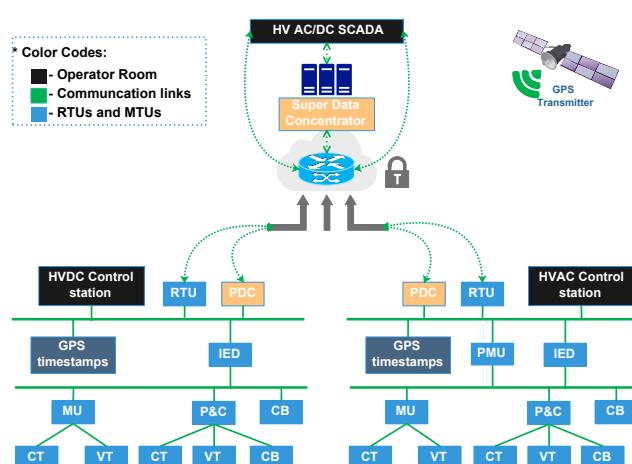 HV AC/DC SCADA
* Color Codes:
- Operator Room
- Communcation links
- RTUs and MTUs
GPS
Transmitter
Super Data
Concentrator
T
HVDC Control
station
RTU
PDC
PDC
RTU
HVAC Control
station
GPS
timestamps
IED
GPS
timestamps
PMU
IED
MU
P&C
CB
MU
P&C
CB
CT
VT
CT
VT
CB
CT
VT
CT
VT
CB